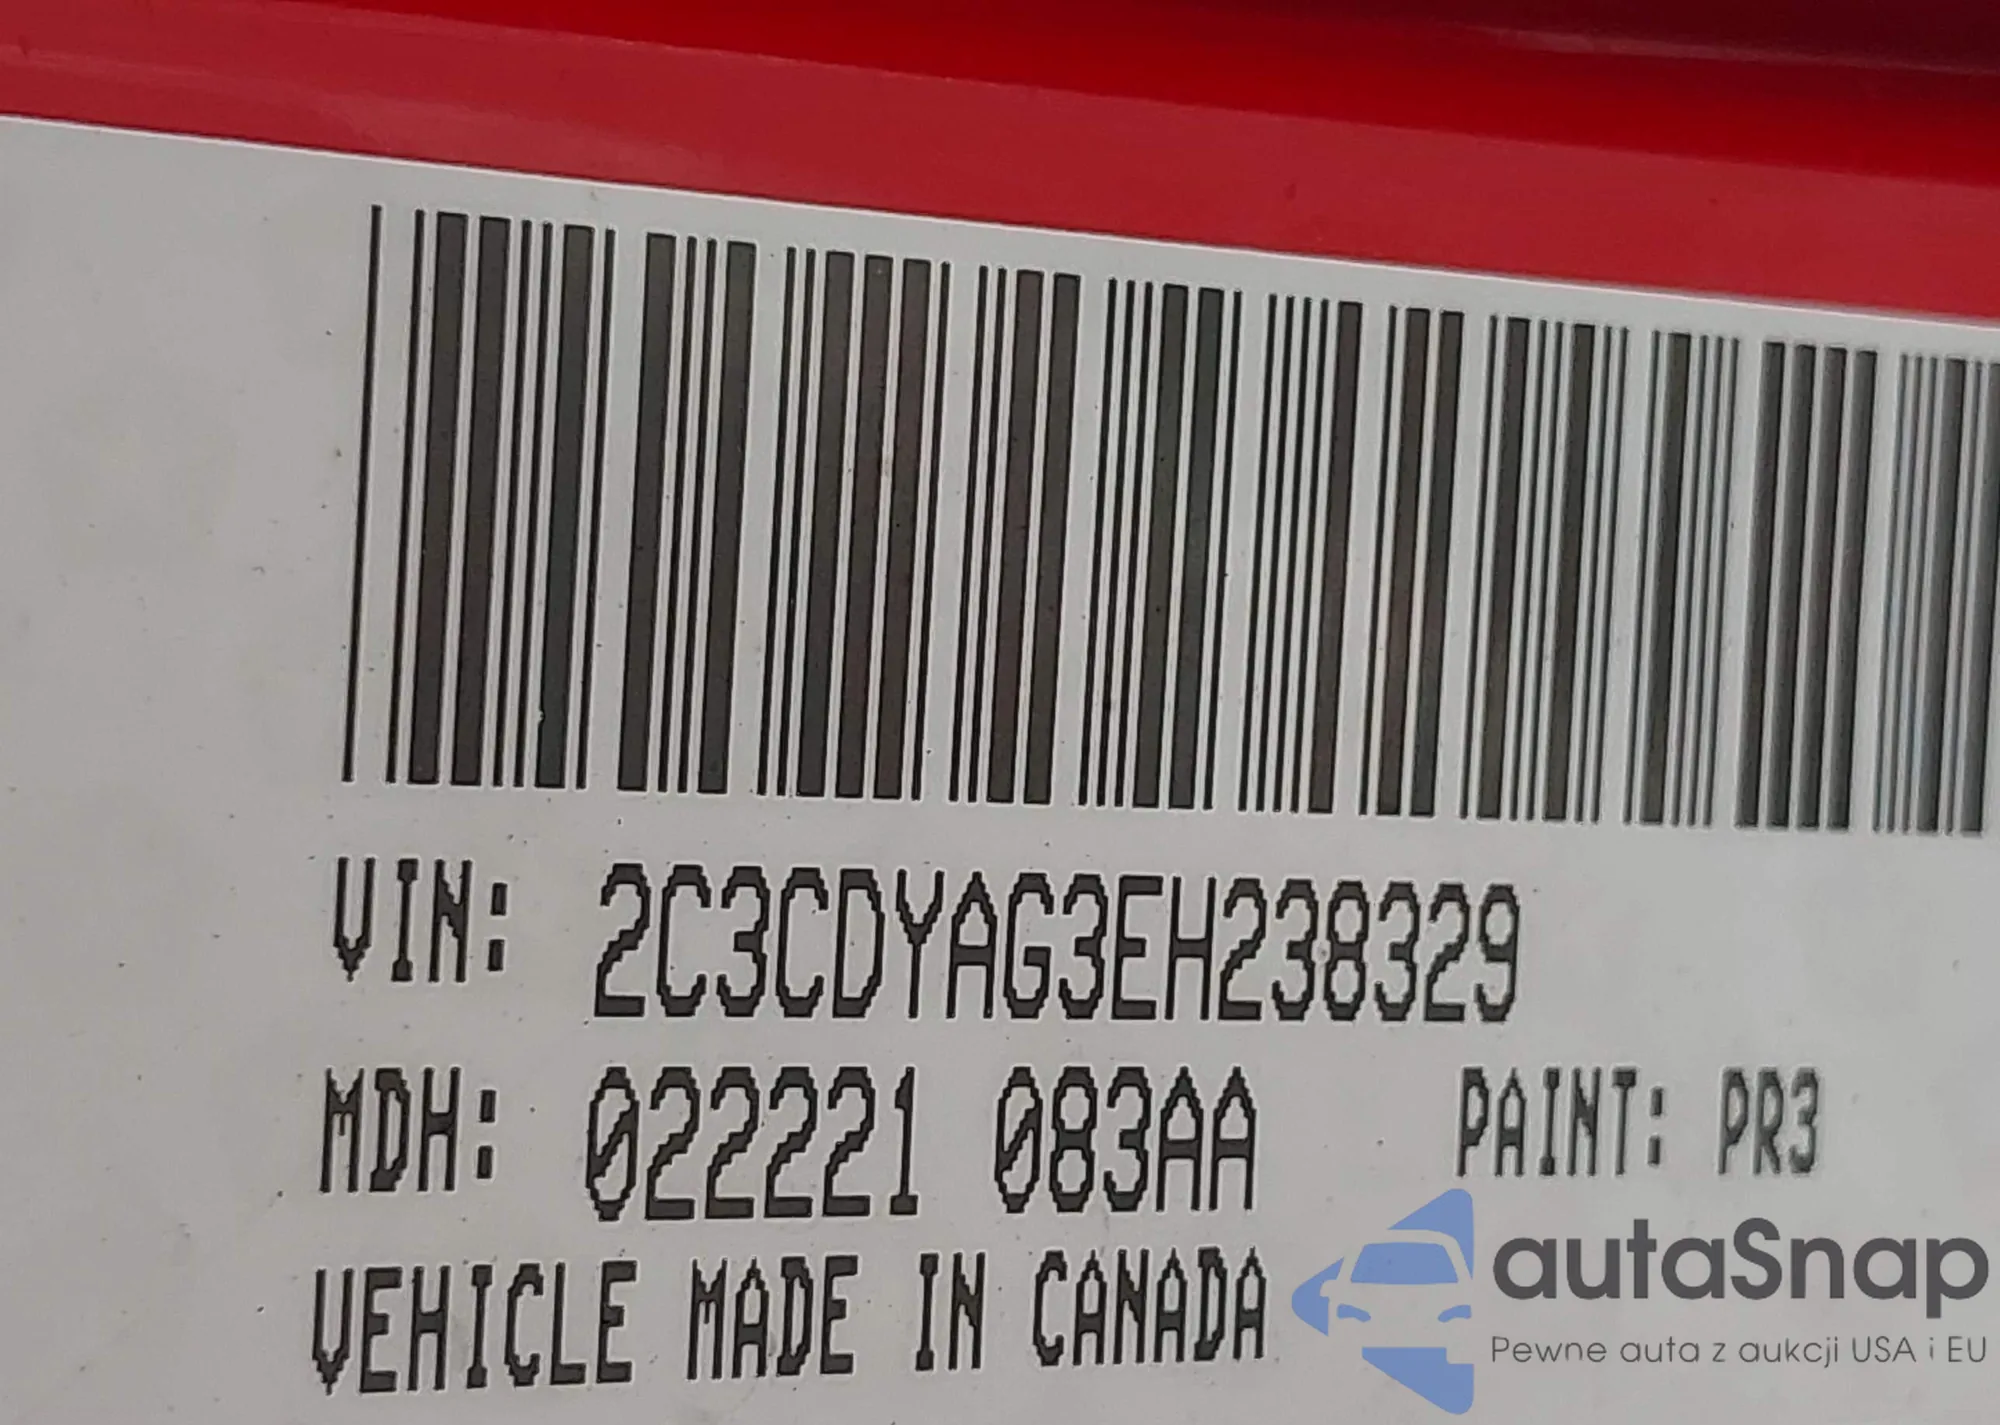 VIN: 2C3CDYAG3EH238329
MDH: 022221 083AA PAINT: PR3
VEHICLE MADE IN CANADA
autaSnap
Pewne auta z aukcji USA i EU